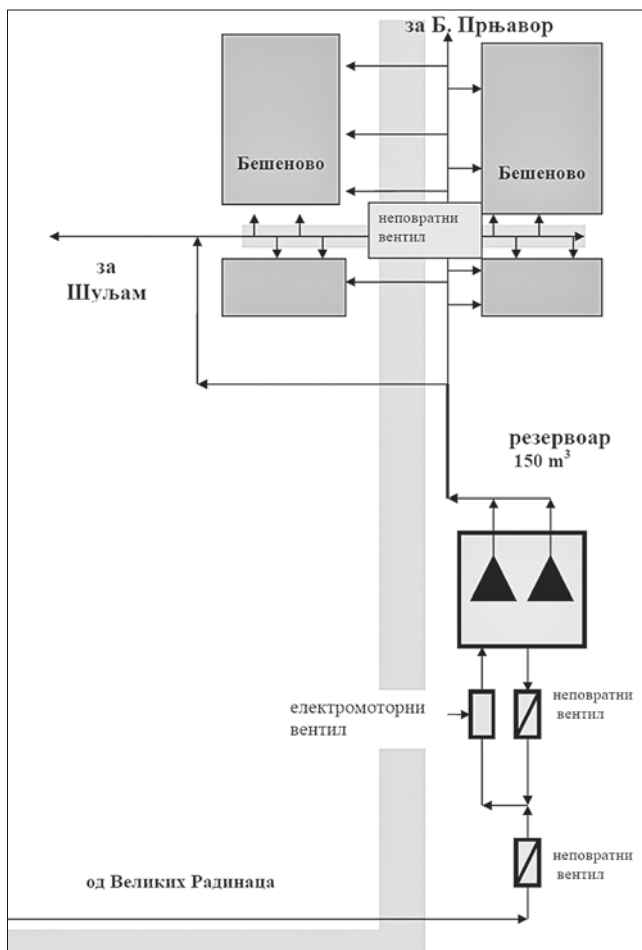 за Б. Прњавор
Бешеново
Бешеново
неповратни
вентил
за
Шуљам
резервоар
150 m³
електромоторни
вентил
неповратни
вентил
неповратни
вентил
од Великих Радинаца